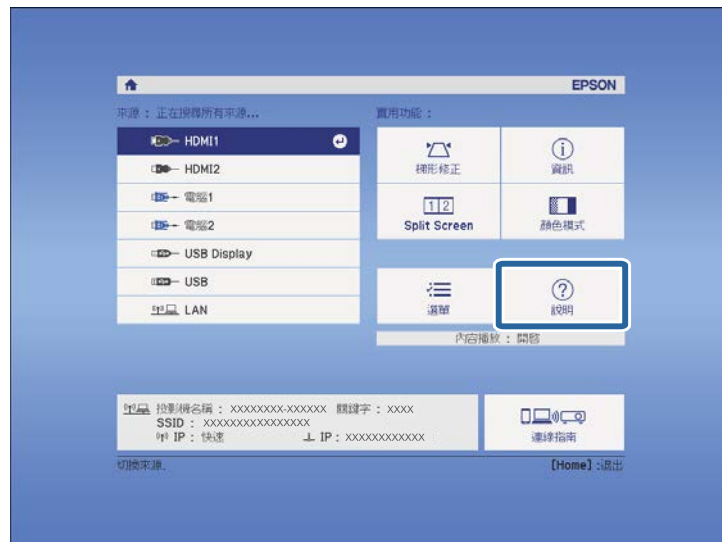 EPSON
來源 : 正在搜尋所有來源...
HDMI1
HDMI2
電腦1
電腦2
USB Display
USB
LAN
實用功能 :
梯形修正
資訊
1 2
Split Screen
顏色模式
選單
說明
內容播放 : 開啟
投影機名稱 : XXXXXXXX-XXXXXX 關鍵字 : XXXX
SSID : XXXXXXXXXXXXXXXX
IP : 快速 IP : XXXXXXXXXXXX
連線指南
切換來源.
[Home] :退出